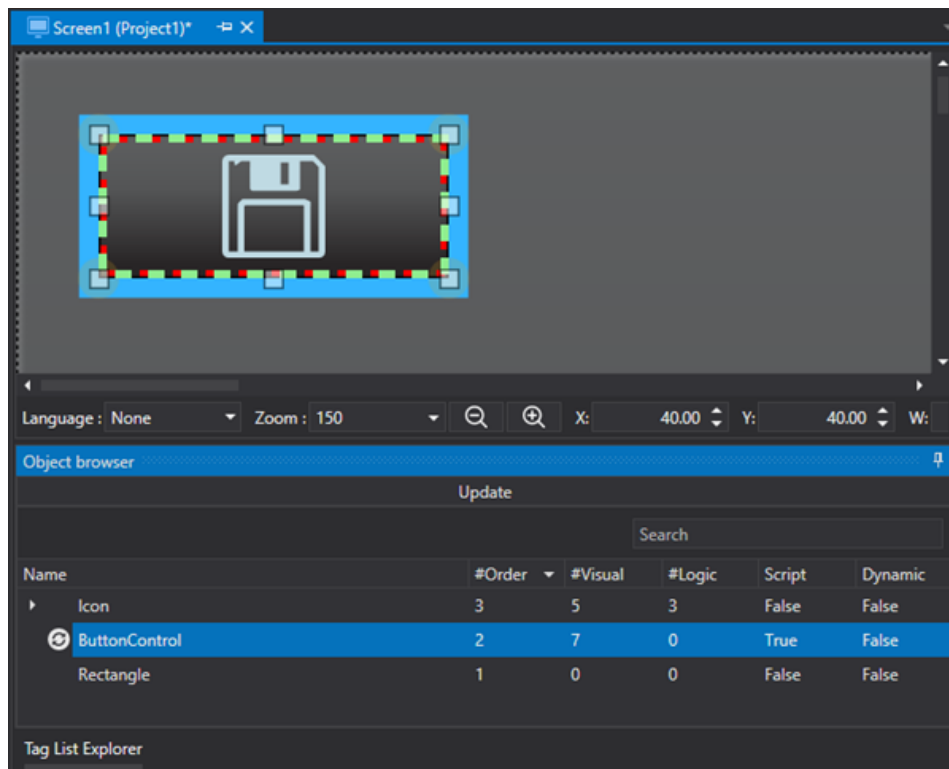 Screen1 (Project1)*
Language : None Zoom : 150 X: 40.00 Y: 40.00 W:
Object browser
Update
Search
Name #Order #Visual #Logic Script Dynamic
Icon 3 5 3 False False
ButtonControl 2 7 0 True False
Rectangle 1 0 0 False False
Tag List Explorer